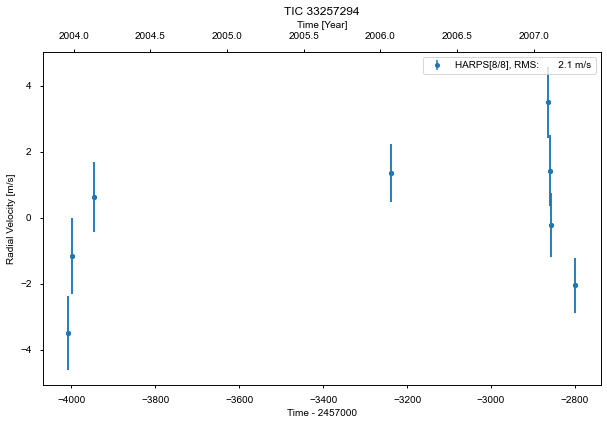 TIC 33257294
Time [Year]
2004.0 2004.5 2005.0 2005.5 2006.0 2006.5 2007.0
HARPS[8/8], RMS: 2.1 m/s
Radial Velocity [m/s]
4
2
0
−2
−4
−4000 −3800 −3600 −3400 −3200 −3000 −2800
Time - 2457000